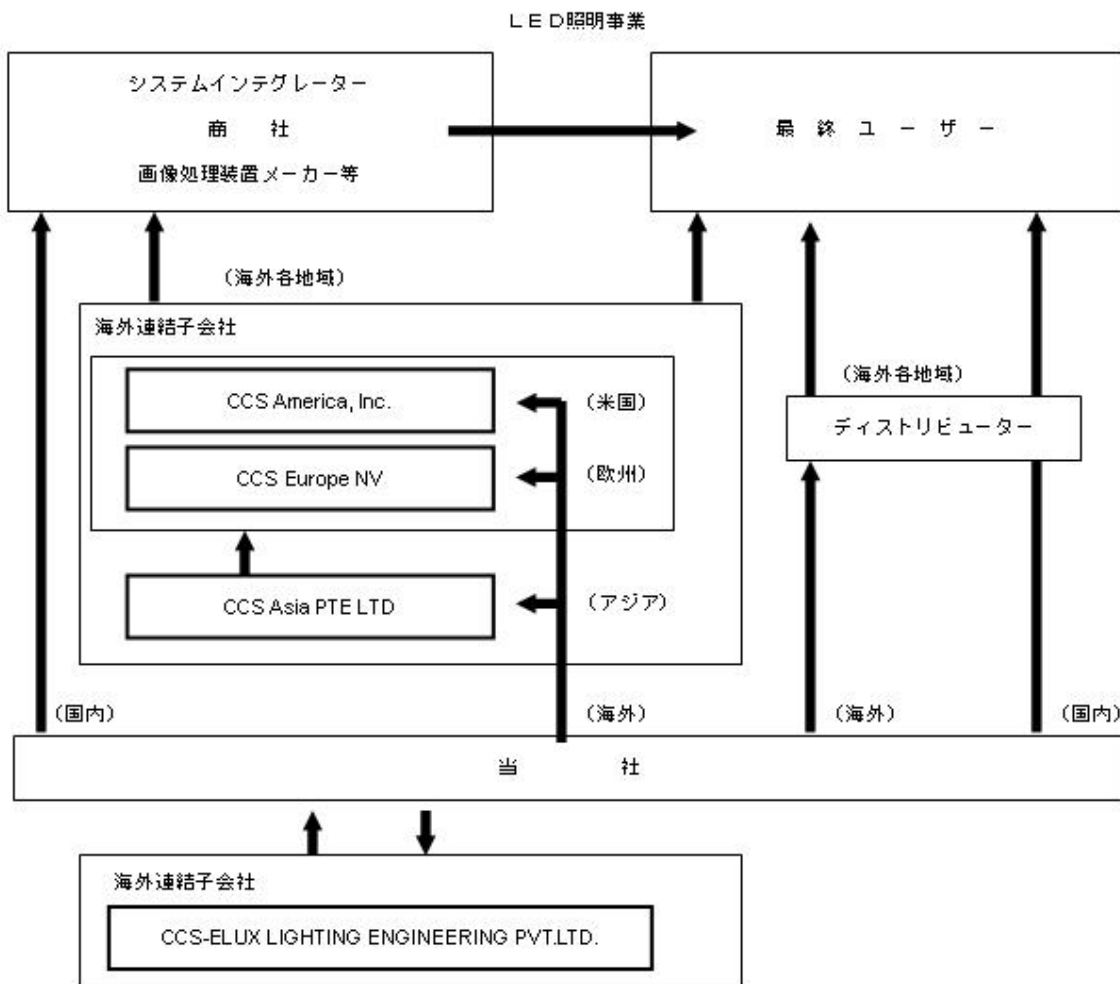 ＬＥＤ照明事業
システムインテグレーター
商　　社
画像処理装置メーカー等
最　終　ユ　ー　ザ　ー
（海外各地域）
海外連結子会社
CCS America, Inc.
（米国）
CCS Europe NV
（欧州）
CCS Asia PTE LTD
（アジア）
（海外各地域）
ディストリビューター
（国内）
（海外）
（海外）
（国内）
当　　　社
海外連結子会社
CCS-ELUX LIGHTING ENGINEERING PVT.LTD.